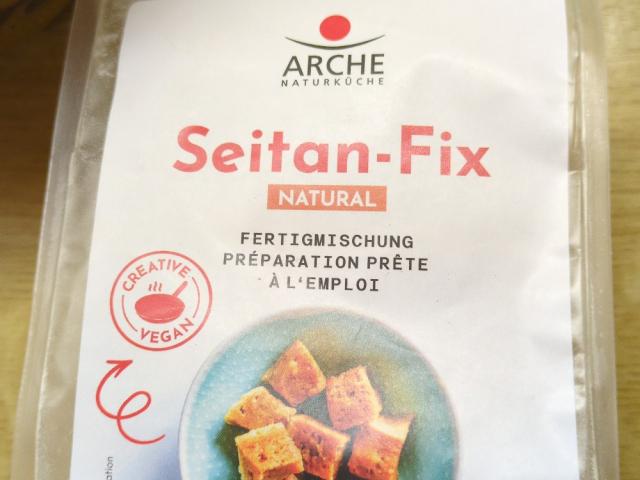 ARCHE
NATURKÜCHE
Seitan-Fix
NATURAL
FERTIGMISCHUNG
PRÉPARATION PRÊTE
À L'EMPLOI
CREATIVE
VEGAN